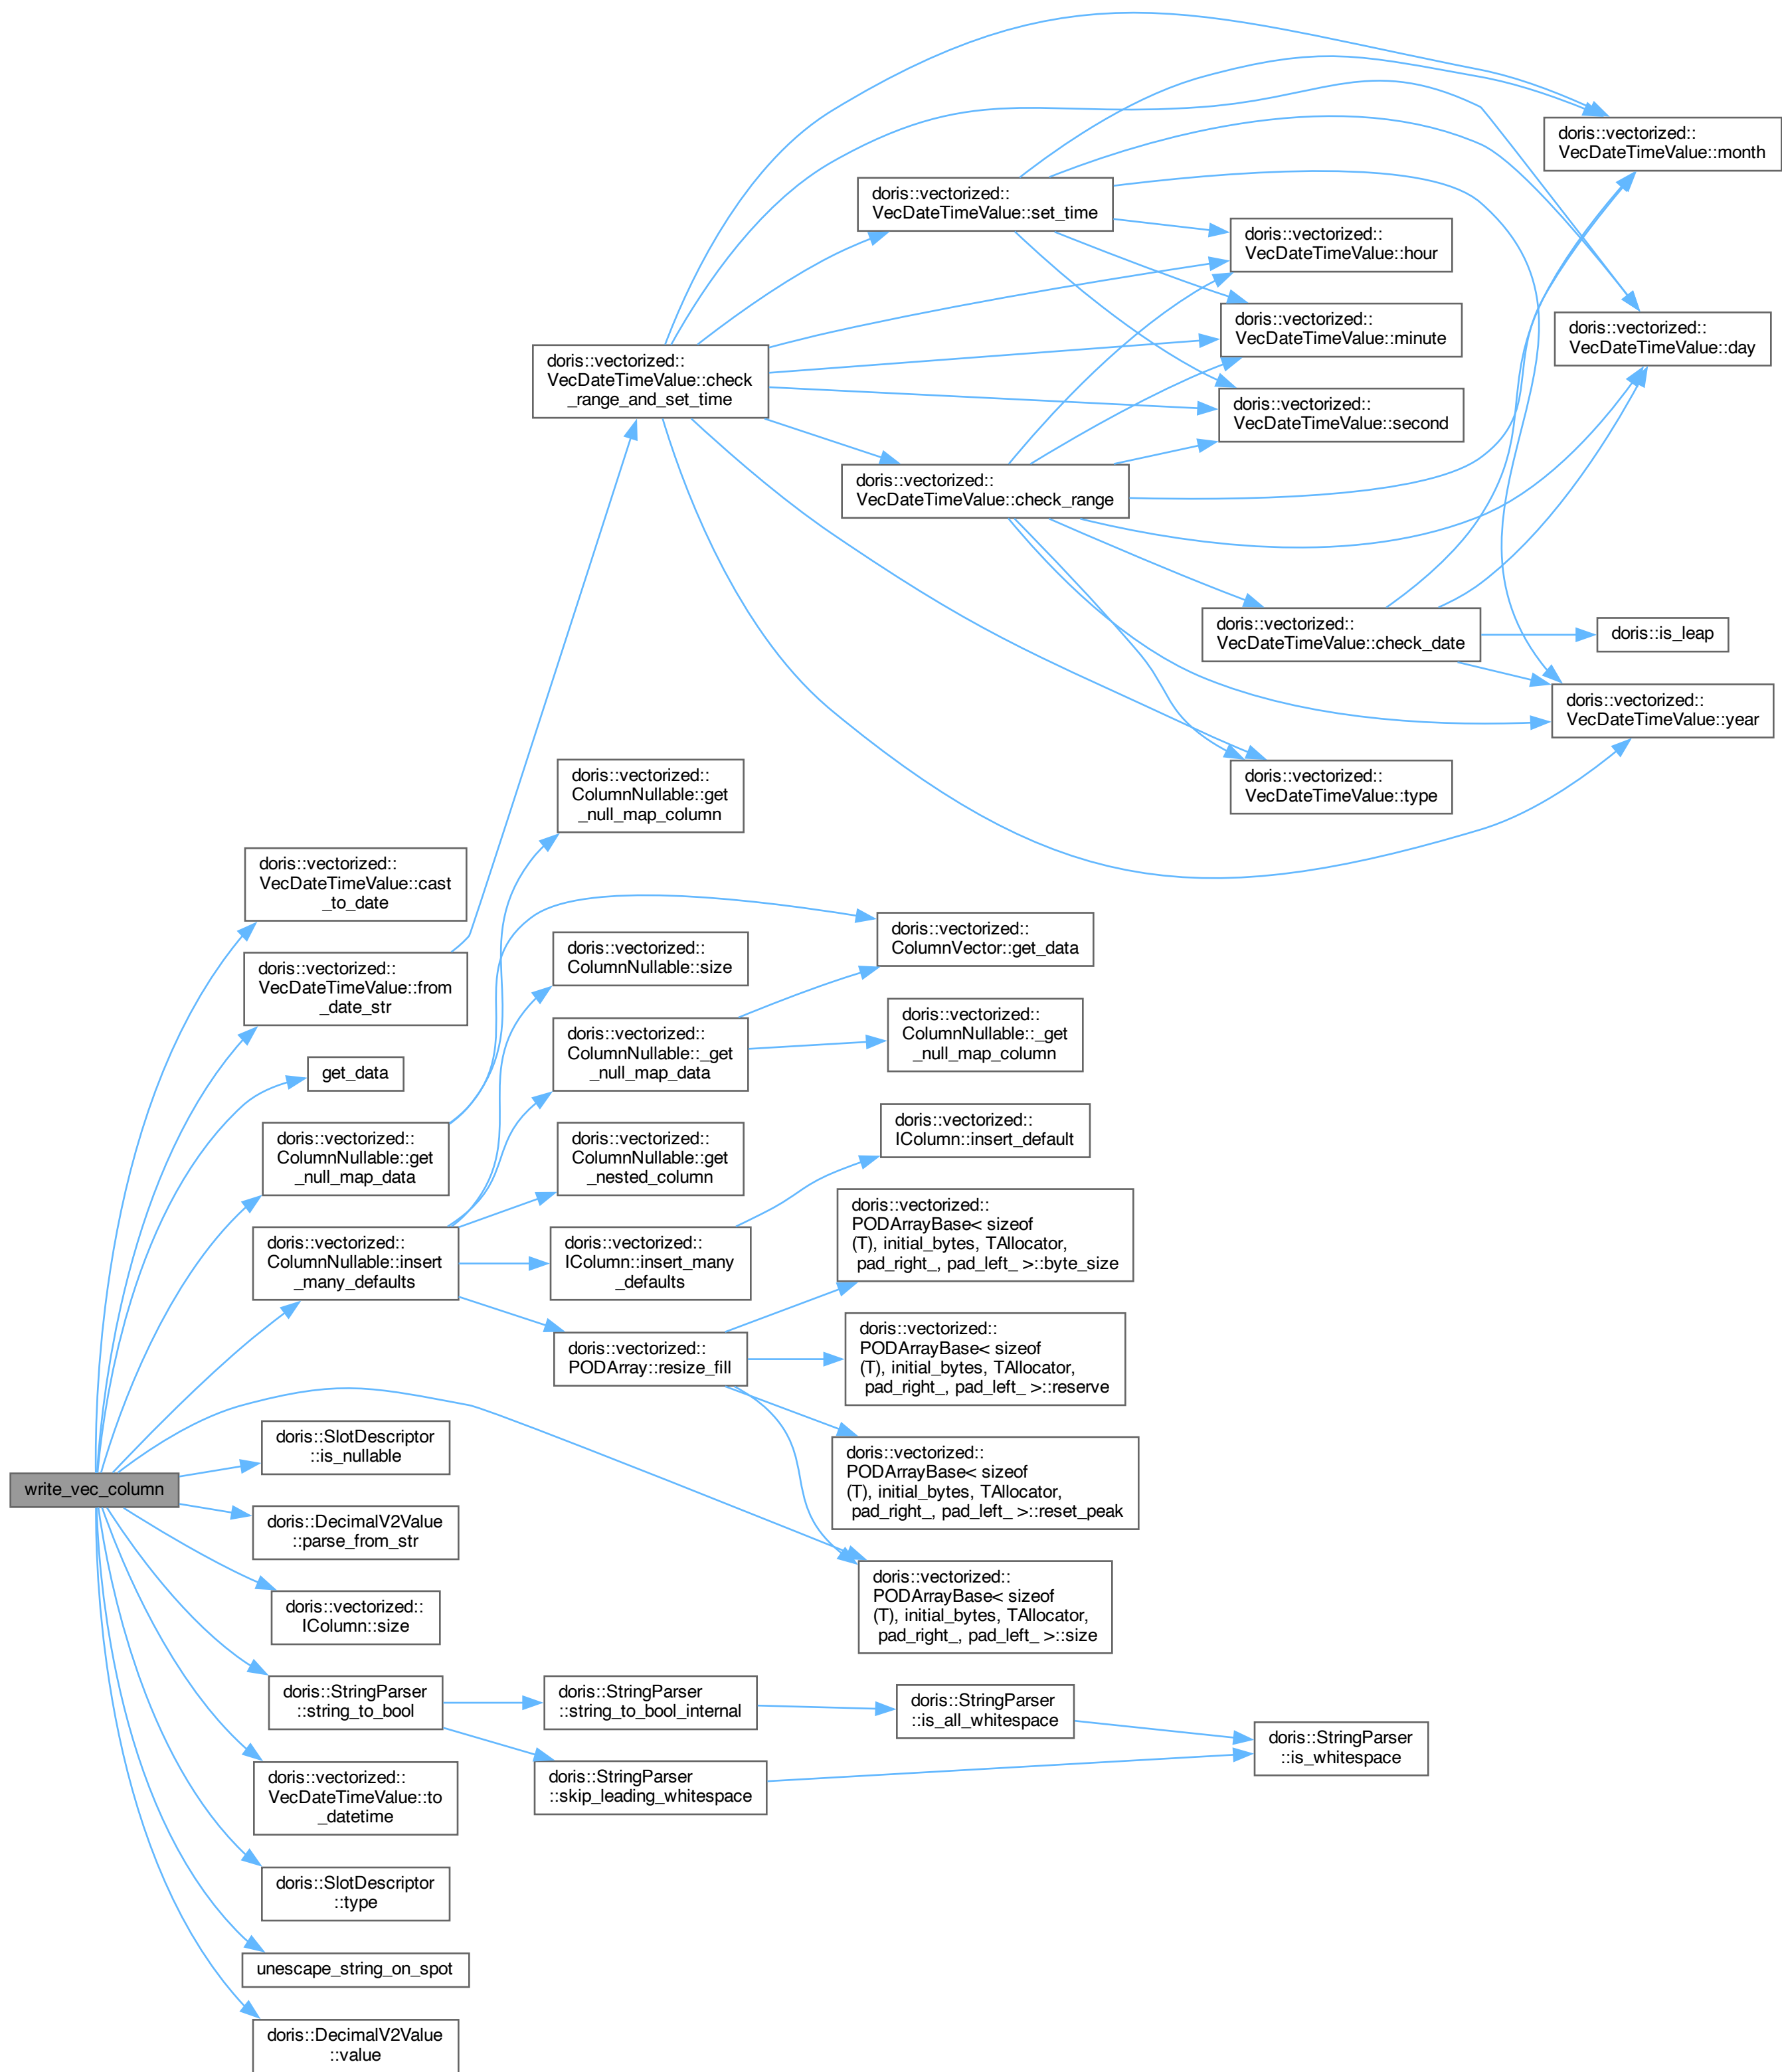 doris::vectorized::
VecDateTimeValue::month
doris::vectorized::
VecDateTimeValue::set_time
doris::vectorized::
VecDateTimeValue::hour
doris::vectorized::
VecDateTimeValue::minute
doris::vectorized::
VecDateTimeValue::day
doris::vectorized::
VecDateTimeValue::check
_range_and_set_time
doris::vectorized::
VecDateTimeValue::second
doris::vectorized::
VecDateTimeValue::check_range
doris::vectorized::
VecDateTimeValue::check_date
doris::is_leap
doris::vectorized::
VecDateTimeValue::year
doris::vectorized::
VecDateTimeValue::type
doris::vectorized::
ColumnNullable::get
_null_map_column
doris::vectorized::
VecDateTimeValue::cast
_to_date
doris::vectorized::
ColumnVector::get_data
doris::vectorized::
ColumnNullable::size
doris::vectorized::
VecDateTimeValue::from
_date_str
doris::vectorized::
ColumnNullable::_get
_null_map_column
doris::vectorized::
ColumnNullable::_get
_null_map_data
get_data
doris::vectorized::
IColumn::insert_default
doris::vectorized::
ColumnNullable::get
_null_map_data
doris::vectorized::
ColumnNullable::get
_nested_column
doris::vectorized::
PODArrayBase< sizeof
(T), initial_bytes, TAllocator,
pad_right_, pad_left_ >::byte_size
doris::vectorized::
ColumnNullable::insert
_many_defaults
doris::vectorized::
IColumn::insert_many
_defaults
doris::vectorized::
PODArray::resize_fill
doris::vectorized::
PODArrayBase< sizeof
(T), initial_bytes, TAllocator,
pad_right_, pad_left_ >::reserve
doris::SlotDescriptor
::is_nullable
doris::vectorized::
PODArrayBase< sizeof
(T), initial_bytes, TAllocator,
pad_right_, pad_left_ >::reset_peak
write_vec_column
doris::DecimalV2Value
::parse_from_str
doris::vectorized::
PODArrayBase< sizeof
(T), initial_bytes, TAllocator,
pad_right_, pad_left_ >::size
doris::vectorized::
IColumn::size
doris::StringParser
::string_to_bool
doris::StringParser
::string_to_bool_internal
doris::StringParser
::is_all_whitespace
doris::StringParser
::is_whitespace
doris::StringParser
::skip_leading_whitespace
doris::vectorized::
VecDateTimeValue::to
_datetime
doris::SlotDescriptor
::type
unescape_string_on_spot
doris::DecimalV2Value
::value